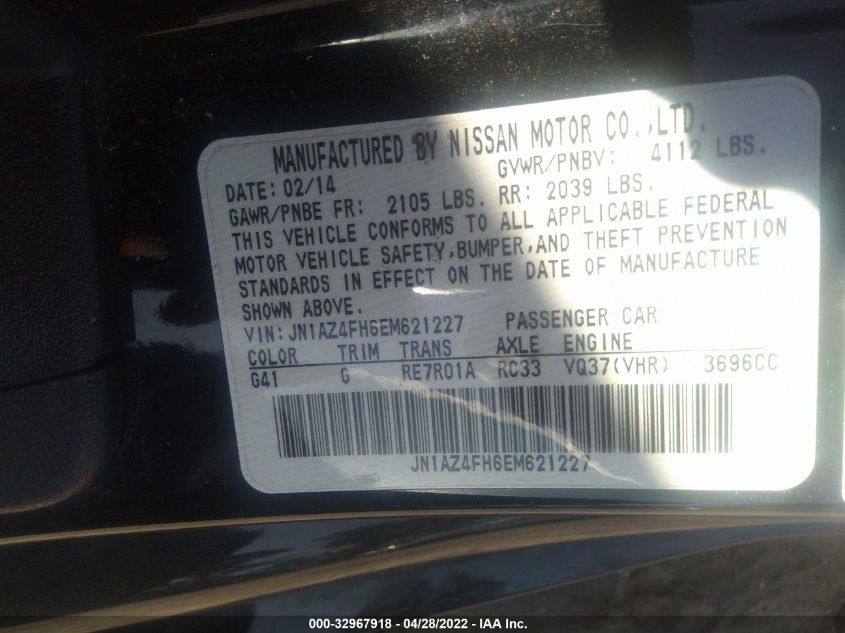 MANUFACTURED BY NISSAN MOTOR CO.,LTD.
DATE: 02/14 GVWR/PNBV: 4112 LBS.
GAWR/PNBE FR: 2105 LBS. RR: 2039 LBS.
THIS VEHICLE CONFORMS TO ALL APPLICABLE FEDERAL
MOTOR VEHICLE SAFETY,BUMPER,AND THEFT PREVENTION
STANDARDS IN EFFECT ON THE DATE OF MANUFACTURE
SHOWN ABOVE.
VIN:JN1AZ4FH6EM621227 PASSENGER CAR
COLOR TRIM TRANS AXLE ENGINE
G41 G RE7R01A RC33 VQ37(VHR) 3696CC
JN1AZ4FH6EM621227
000-32967918 - 04/28/2022 - IAA Inc.